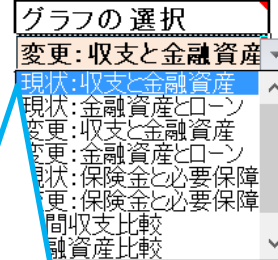 グラフの選択
変更:収支と金融資産
現状:収支と金融資産
現状:金融資産とローン
変更:収支と金融資産
変更:金融資産とローン
現状:保険金と必要保障
変更:保険金と必要保障
間収支比較
融資産比較